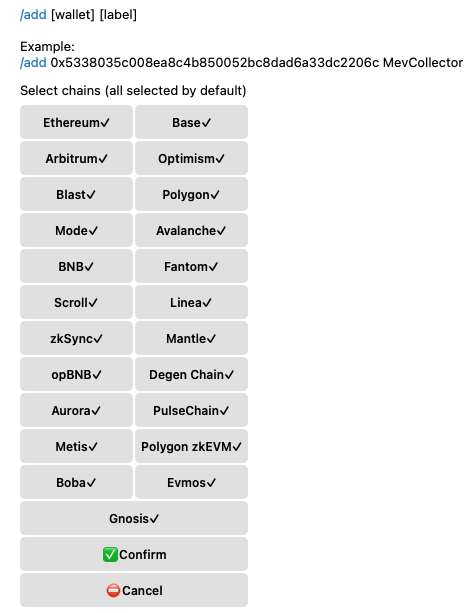 /add [wallet] [label]
Example:
/add 0x5338035c008ea8c4b850052bc8dad6a33dc2206c MevCollector
Select chains (all selected by default)
Ethereum✓ Base✓
Arbitrum✓ Optimism✓
Blast✓ Polygon✓
Mode✓ Avalanche✓
BNB✓ Fantom✓
Scroll✓ Linea✓
zkSync✓ Mantle✓
opBNB✓ Degen Chain✓
Aurora✓ PulseChain✓
Metis✓ Polygon zkEVM✓
Boba✓ Evmos✓
Gnosis✓
✅Confirm
⛔Cancel